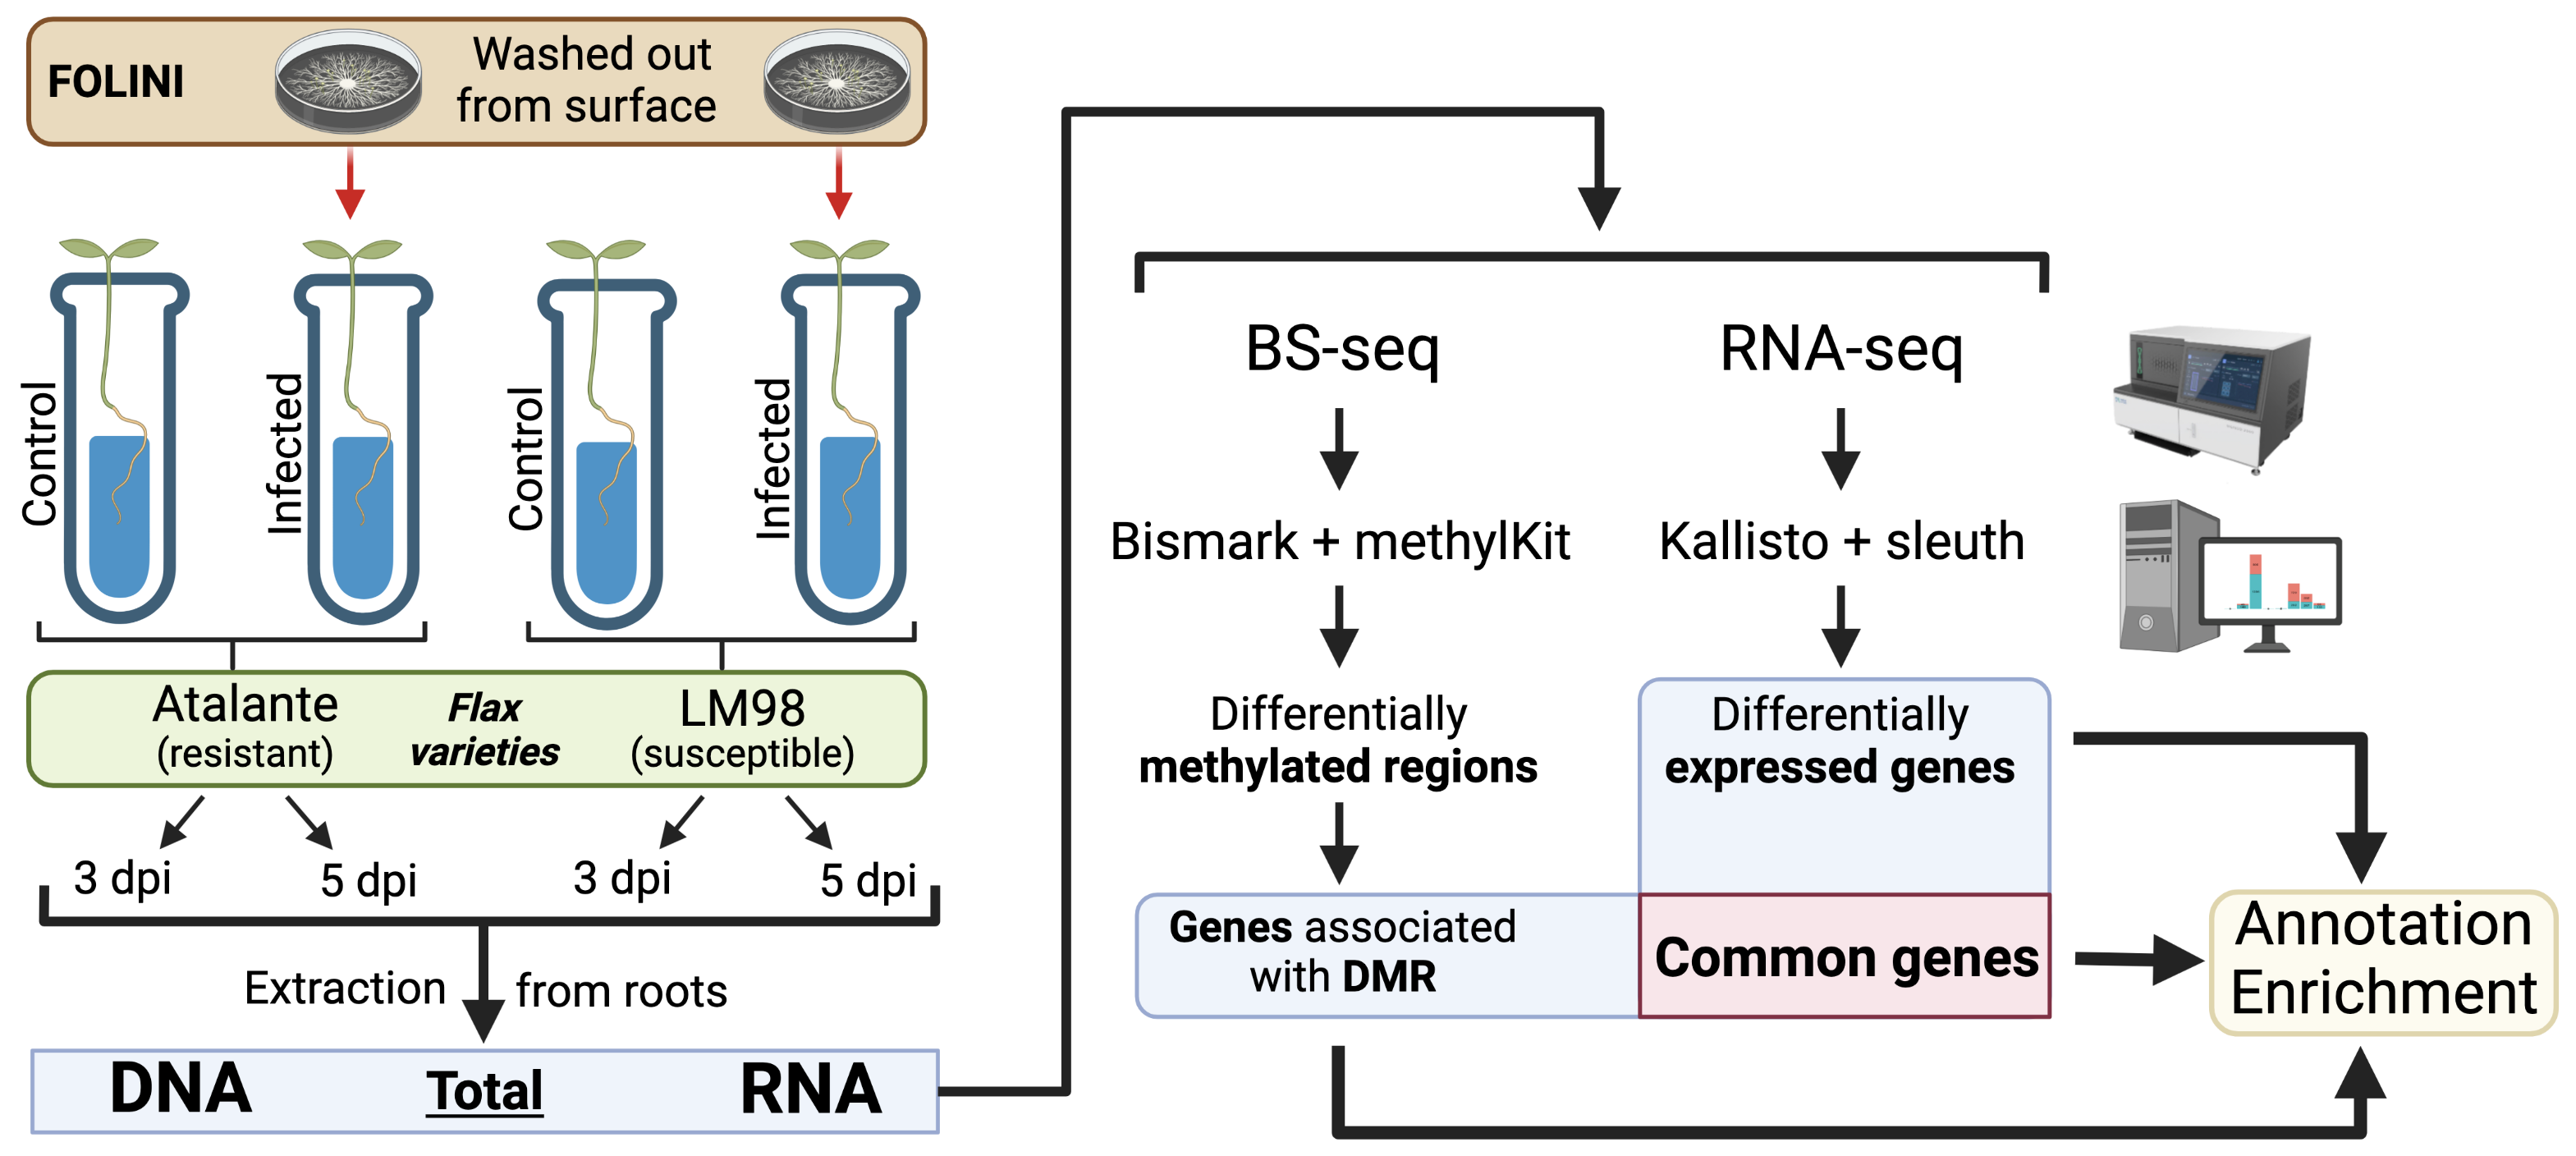 FOLINI
Washed out
from surface
Control
Infected
Control
Infected
Atalante
(resistant)
Flax
varieties
LM98
(susceptible)
3 dpi
5 dpi
3 dpi
5 dpi
Extraction
from roots
DNA
Total
RNA
BS-seq
RNA-seq
Bismark + methylKit
Kallisto + sleuth
Differentially
methylated regions
Differentially
expressed genes
Genes associated
with DMR
Common genes
Annotation
Enrichment